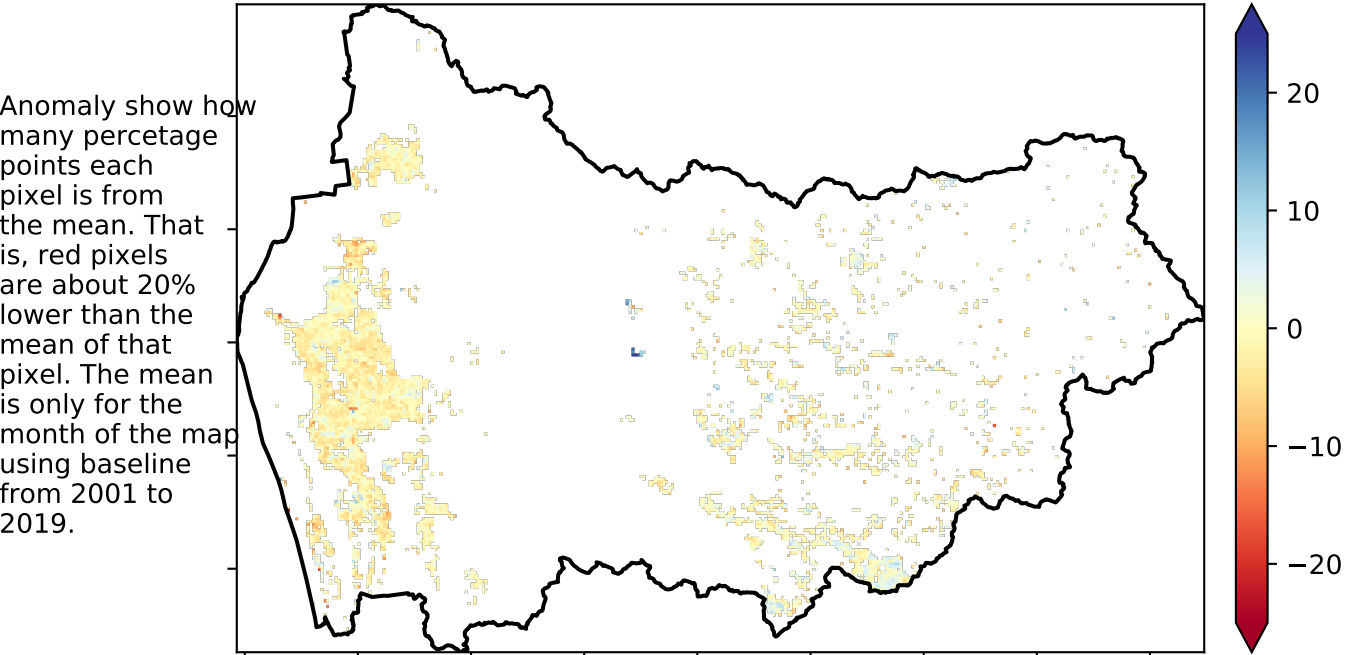 Anomaly show how
many percetage
points each
pixel is from
the mean. That
is, red pixels
are about 20%
lower than the
mean of that
pixel. The mean
is only for the
month of the map
using baseline
from 2001 to
2019.
20
10
0
−10
−20